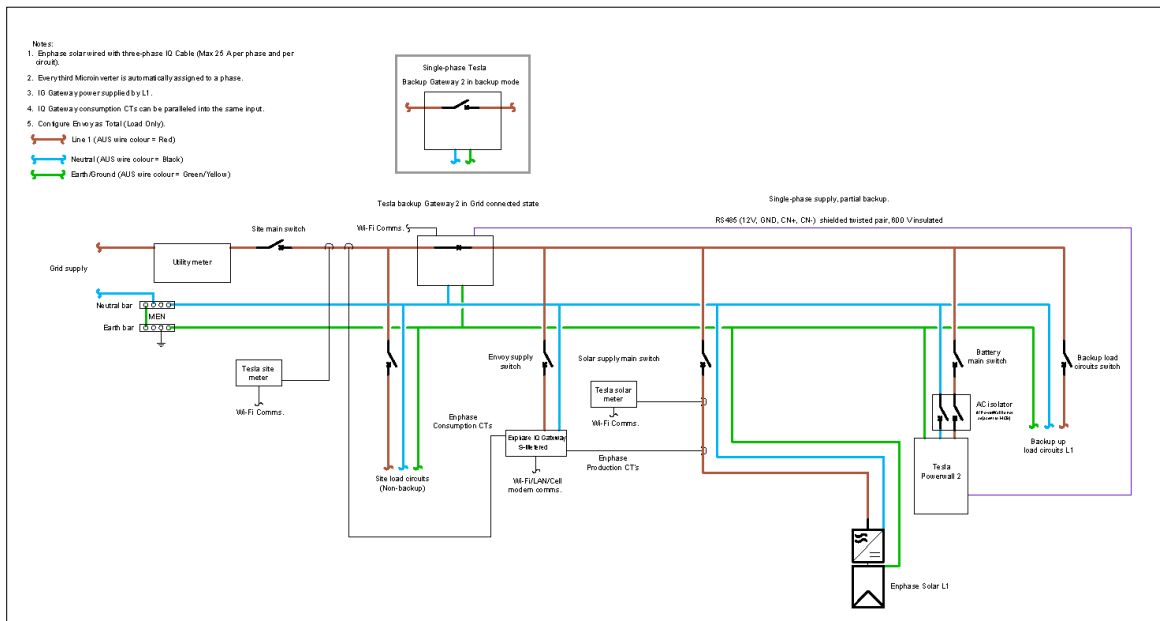 Notes:
1. Enphase solar wired with three-phase IQ Cable (Max 25 A per phase and per
circuit).
2. Every third Microinverter is automatically assigned to a phase.
3. IG Gateway power supplied by L1.
4. IQ Gateway consumption CTs can be paralleled into the same input.
5. Configure Envoy as Total (Load Only).
Line 1 (AUS wire colour = Red)
Neutral (AUS wire colour = Black)
Earth/Ground (AUS wire colour = Green/Yellow)
Single-phase Tesla
Backup Gateway 2 in backup mode
Tesla backup Gateway 2 in Grid connected state
Single-phase supply, partial backup.
RS485 (12V, GND, CN+, CN-) shielded twisted pair, 600 V insulated
Wi-Fi Comms.
Site main switch
Grid supply
Utility meter
Neutral bar
MEN
Earth bar
Tesla site
meter
Wi-Fi Comms.
Envoy supply
switch
Solar supply main switch
Battery
main switch
Backup load
circuits switch
Tesla solar
meter
Wi-Fi Comms.
AC isolator
Enphase
Consumption CTs
Enphase IQ Gateway
S-Metered
Enphase
Production CT's
Wi-Fi/LAN/Cell
modem comms.
Site load circuits
(Non-backup)
Backup up
load circuits L1
Tesla
Powerwall 2
Enphase Solar L1